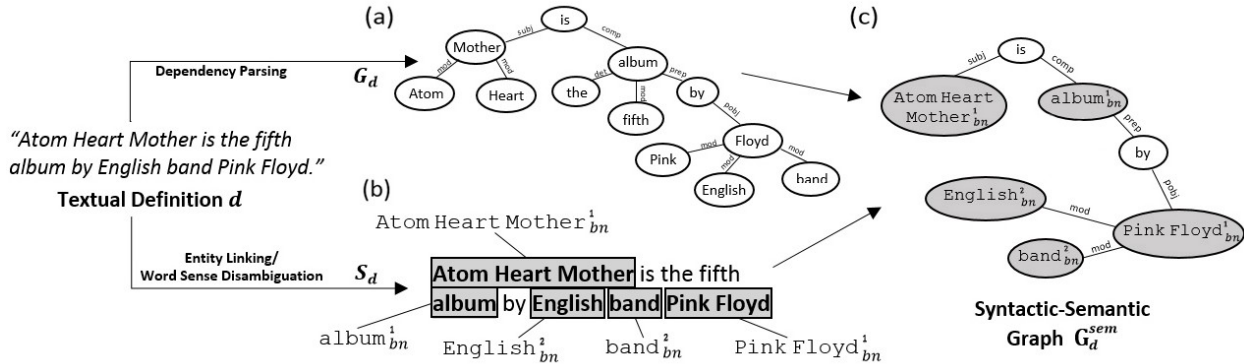 (a)
is
subj
comp
Mother
mod
mod
Atom
Heart
album
det
mod
prep
the
fifth
by
pobj
Floyd
mod
mod
mod
Pink
English
band
Dependency Parsing
G_d
"Atom Heart Mother is the fifth
album by English band Pink Floyd."
Textual Definition d
Entity Linking/
Word Sense Disambiguation
S_d
(b)
Atom Heart Mother¹bn
Atom Heart Mother is the fifth
album by English band Pink Floyd
album¹bn
English²bn
band²bn
Pink Floyd¹bn
(c)
is
subj
comp
Atom Heart
Mother¹bn
album¹bn
prep
by
pobj
English²bn
mod
Pink Floyd¹bn
band²bn
mod
Syntactic-Semantic
Graph G_d^sem